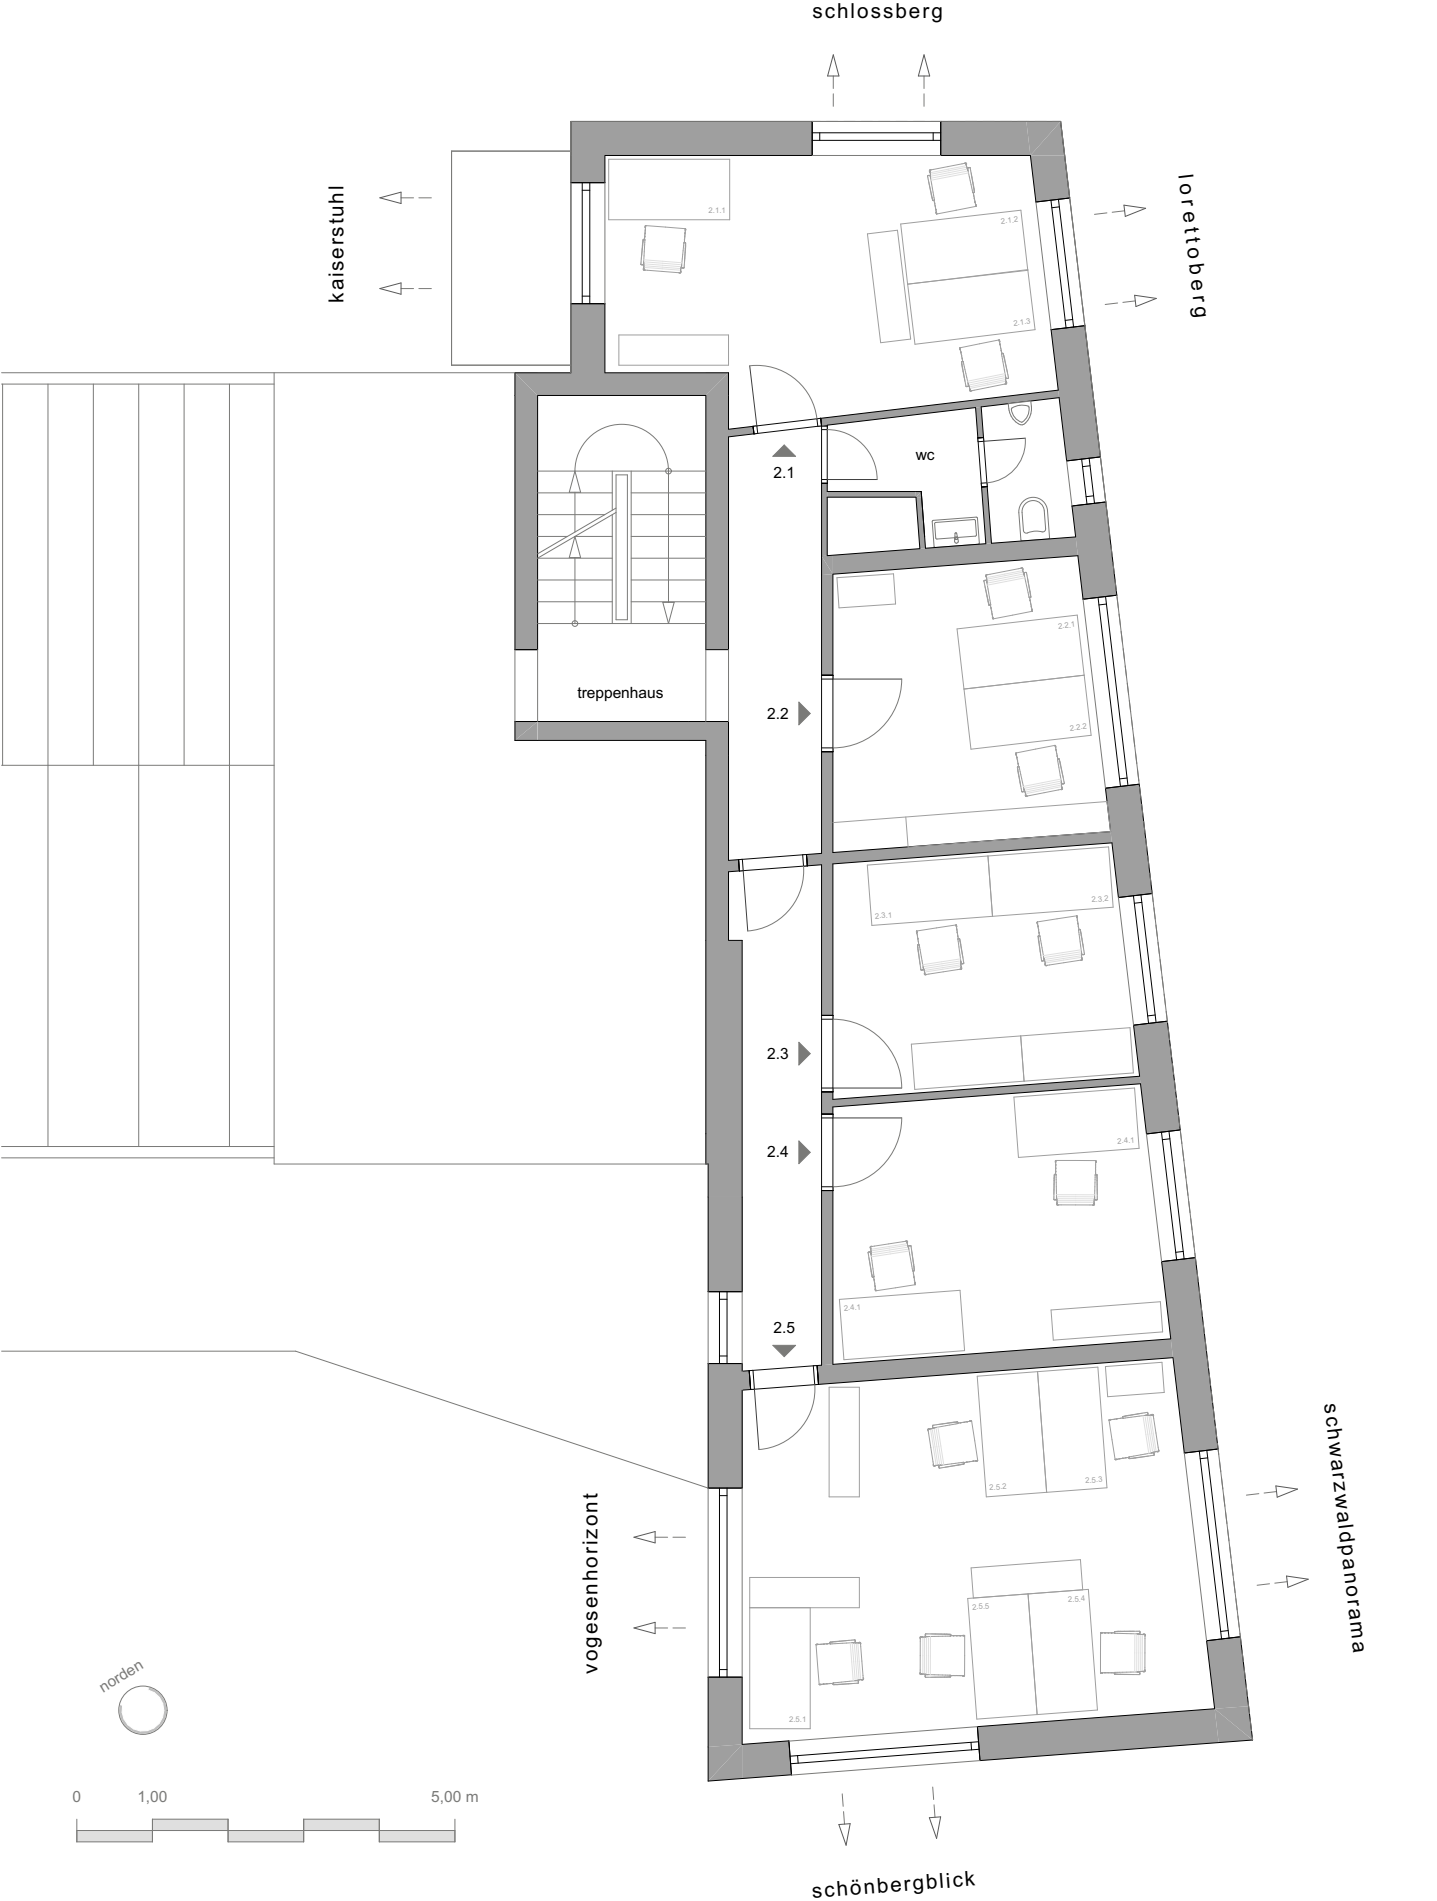 schlossberg
kaiserstuhl
lorettoberg
2.1.1
2.1.2
2.1.3
2.1
wc
2.2.1
treppenhaus
2.2
2.2.2
2.3.1
2.3.2
2.3
2.4
2.4.1
2.4.1
2.5
2.5.2
2.5.3
schwarzwaldpanorama
vogesenhorizont
2.5.5
2.5.4
2.5.1
norden
0 1,00 5,00 m
schönbergblick